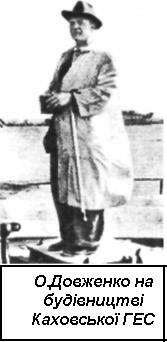 О.Довженко на
будівництві
Каховської ГЕС